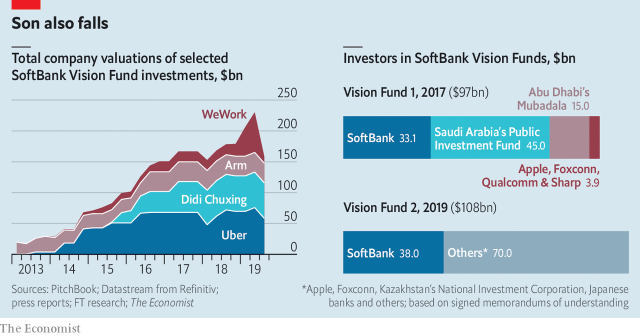 Son also falls
Total company valuations of selected
SoftBank Vision Fund investments, $bn
250
200
150
100
50
0
WeWork
Arm
Didi Chuxing
Uber
2013 14 15 16 17 18 19
Sources: PitchBook; Datastream from Refinitiv;
press reports; FT research; The Economist
Investors in SoftBank Vision Funds, $bn
Vision Fund 1, 2017 ($97bn)
Abu Dhabi's
Mubadala 15.0
SoftBank 33.1
Saudi Arabia's Public
Investment Fund 45.0
Apple, Foxconn,
Qualcomm & Sharp 3.9
Vision Fund 2, 2019 ($108bn)
SoftBank 38.0
Others* 70.0
*Apple, Foxconn, Kazakhstan's National Investment Corporation, Japanese
banks and others; based on signed memorandums of understanding
The Economist